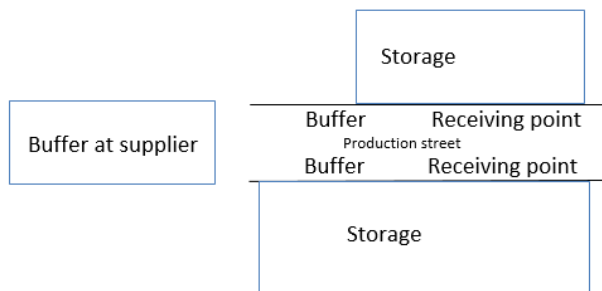 Storage
Buffer Receiving point
Buffer at supplier
Production street
Buffer Receiving point
Storage